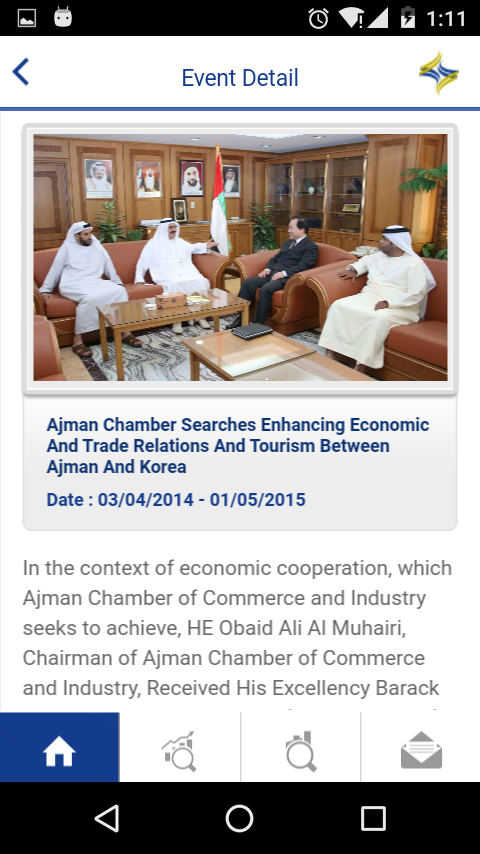 1:11
Event Detail
Ajman Chamber Searches Enhancing Economic
And Trade Relations And Tourism Between
Ajman And Korea
Date : 03/04/2014 - 01/05/2015
In the context of economic cooperation, which
Ajman Chamber of Commerce and Industry
seeks to achieve, HE Obaid Ali Al Muhairi,
Chairman of Ajman Chamber of Commerce
and Industry, Received His Excellency Barack